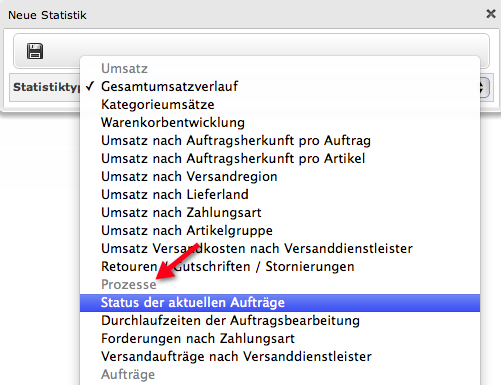 Neue Statistik
Umsatz
Statistiktyp
✓ Gesamtumsatzverlauf
Kategorieumsätze
Warenkorbentwicklung
Umsatz nach Auftragsherkunft pro Auftrag
Umsatz nach Auftragsherkunft pro Artikel
Umsatz nach Versandregion
Umsatz nach Lieferland
Umsatz nach Zahlungsart
Umsatz nach Artikelgruppe
Umsatz Versandkosten nach Versanddienstleister
Retouren / Gutschriften / Stornierungen
Prozesse
Status der aktuellen Aufträge
Durchlaufzeiten der Auftragsbearbeitung
Forderungen nach Zahlungsart
Versandaufträge nach Versanddienstleister
Aufträge